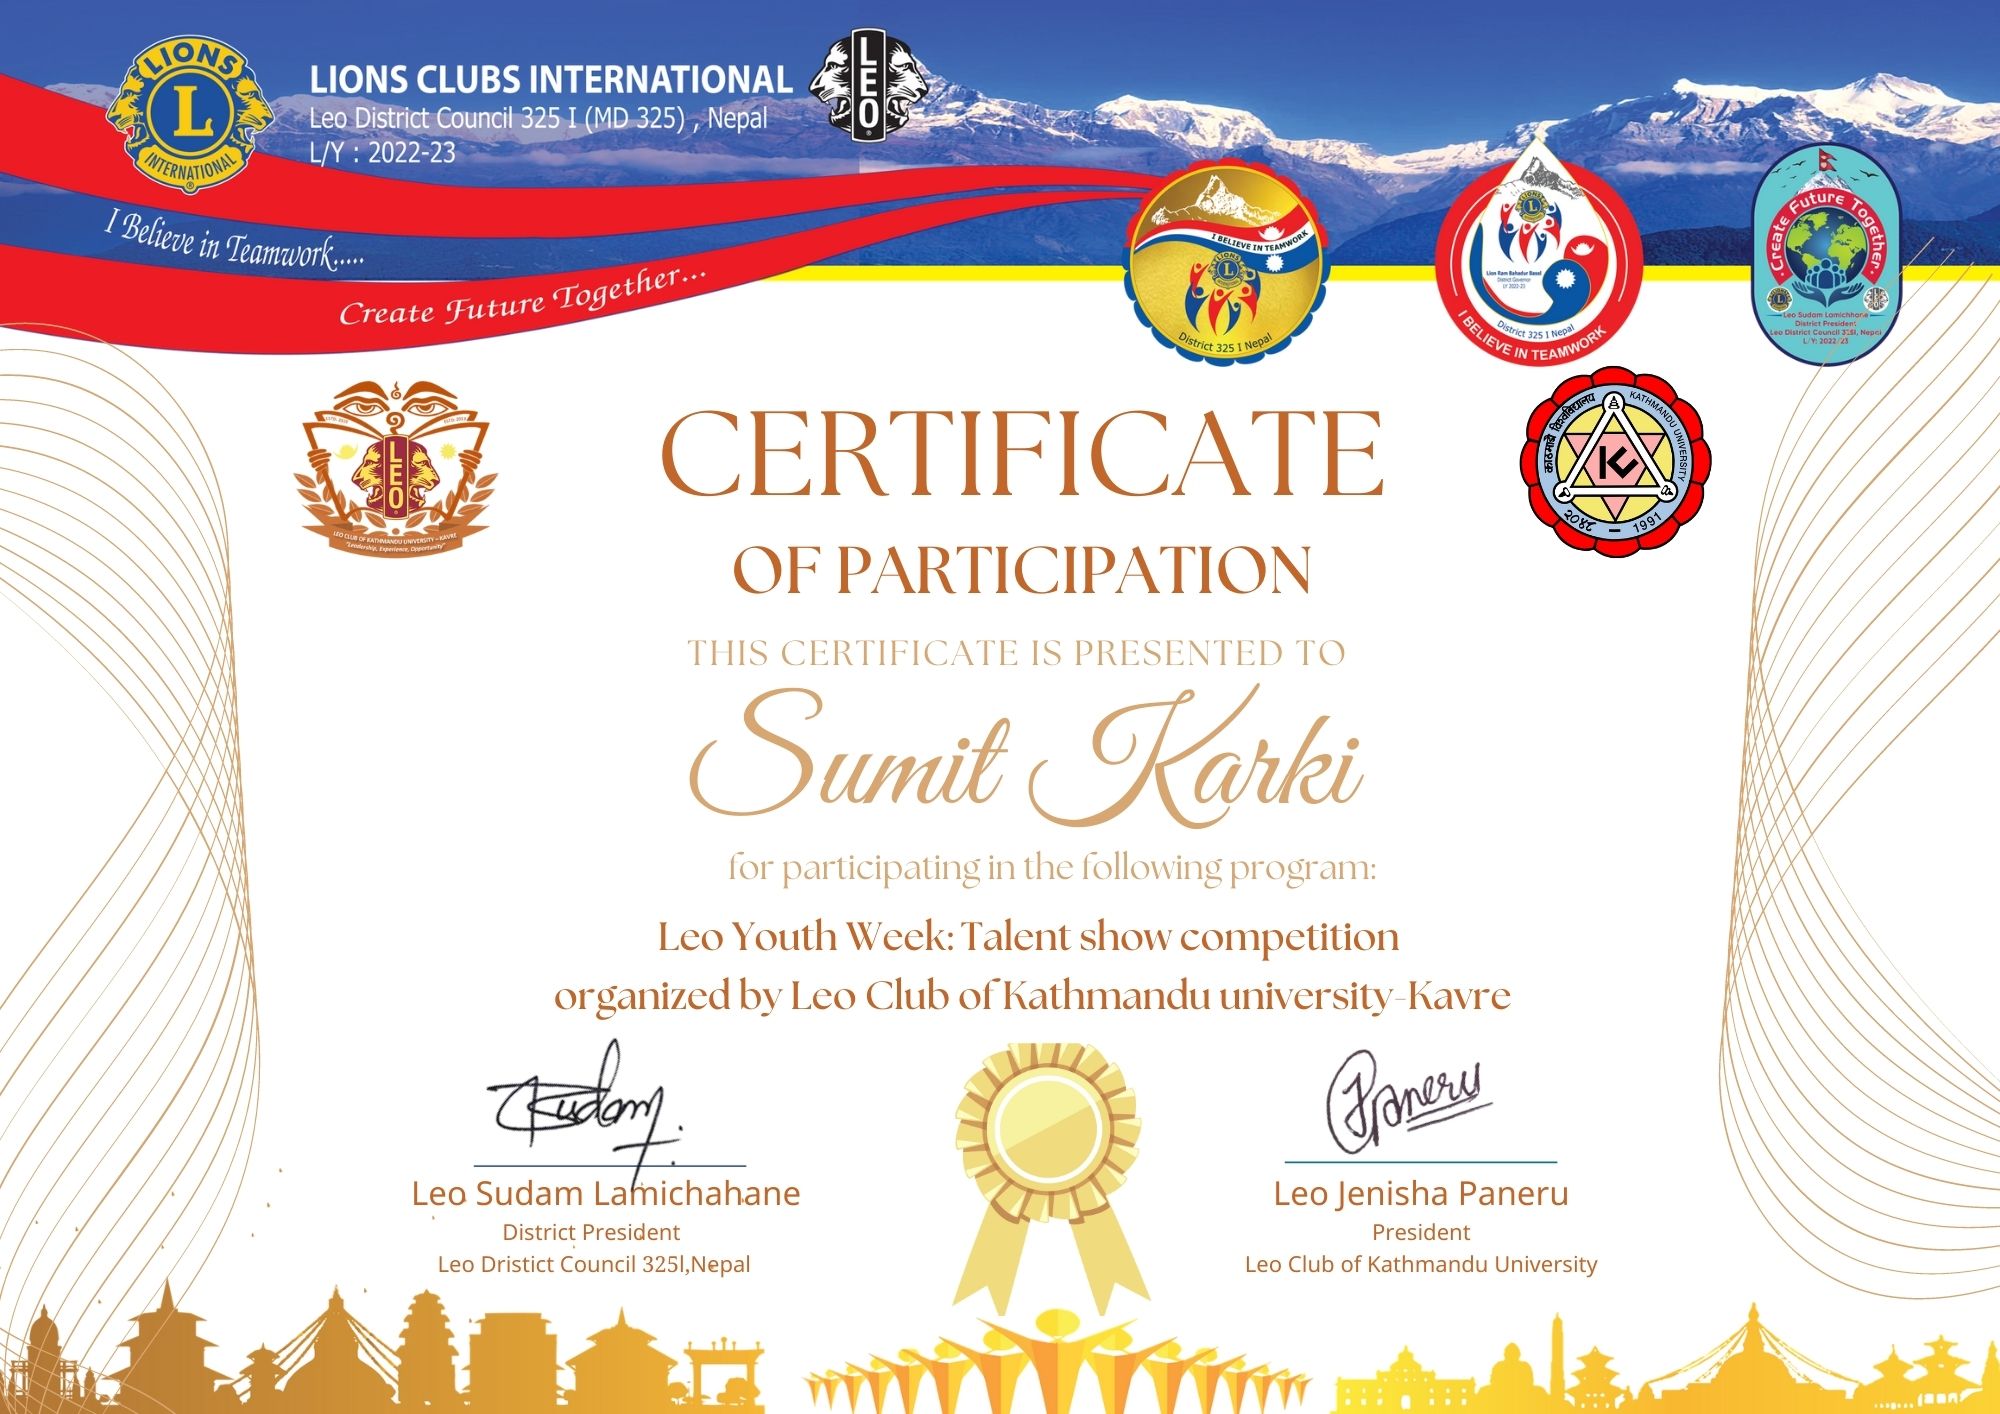 LIONS
L
INTERNATIONAL
LIONS CLUBS INTERNATIONAL
Leo District Council 325 I (MD 325) , Nepal
L/Y : 2022-23
LEO
I Believe in Teamwork.....
Create Future Together...
I BELIEVE IN TEAMWORK
LIONS
L
District 325 I Nepal
Lion Ram Bahadur Basel
District Governor
LY 2022-23
District 325 I Nepal
I BELIEVE IN TEAMWORK
Create Future Together
Leo Sudam Lamichhane
District President
Leo District Council 325I, Nepal
L/Y: 2022/23
LEO
LEO CLUB OF KATHMANDU UNIVERSITY - KAVRE
"Leadership, Experience, Opportunity"
काठमाडौं विश्वविद्यालय
KATHMANDU UNIVERSITY
२०४८ - 1991
CERTIFICATE
OF PARTICIPATION
THIS CERTIFICATE IS PRESENTED TO
Sumit Karki
for participating in the following program:
Leo Youth Week: Talent show competition
organized by Leo Club of Kathmandu university-Kavre
Sudam
JPaneru
Leo Sudam Lamichahane
District President
Leo Dristict Council 325l,Nepal
Leo Jenisha Paneru
President
Leo Club of Kathmandu University